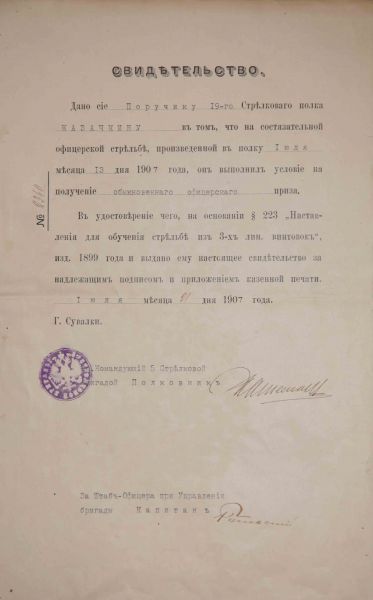 СВИДѢТЕЛЬСТВО.
Дано сіе Поручику 19-го Стрѣлковаго полка
КАВАЧКИНУ въ томъ, что на состязательной
офицерской стрѣльбѣ, произведенной въ полку Іюля
мѣсяца 13 дня 1907 года, онъ выполнилъ условіе на
полученіе обыкновеннаго офицерскаго приза.
№
Въ удостовѣреніе чего, на основаніи § 223 „Настав-
ленія для обученія стрѣльбѣ изъ 3-хъ лин. винтовокъ",
изд. 1899 года и выдано ему настоящее свидѣтельство за
надлежащимъ подписомъ и приложеніемъ казенной печати.
Іюля мѣсяца дня 1907 года.
Г. Сувалки.
Командующій 5 Стрѣлковой
бригадой Полковникъ
За Штабъ-Офицера при Управленіи
бригады Капитанъ